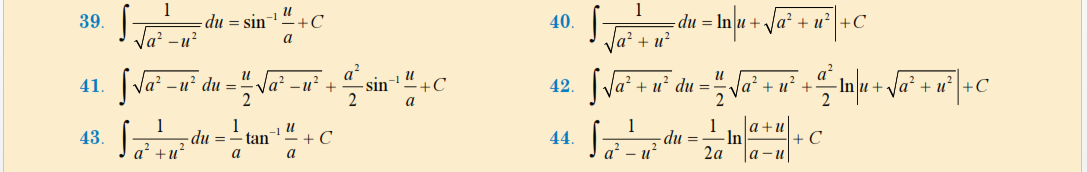 39. ∫ 1/√(a² − u²) du = sin⁻¹ u/a + C
40. ∫ 1/√(a² + u²) du = ln|u + √(a² + u²)| + C
41. ∫ √(a² − u²) du = u/2 √(a² − u²) + a²/2 sin⁻¹ u/a + C
42. ∫ √(a² + u²) du = u/2 √(a² + u²) + a²/2 ln|u + √(a² + u²)| + C
43. ∫ 1/(a² + u²) du = 1/a tan⁻¹ u/a + C
44. ∫ 1/(a² − u²) du = 1/2a ln|(a + u)/(a − u)| + C